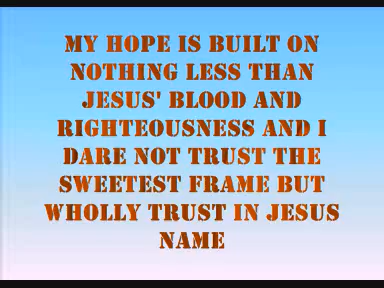 MY HOPE IS BUILT ON
NOTHING LESS THAN
JESUS' BLOOD AND
RIGHTEOUSNESS AND I
DARE NOT TRUST THE
SWEETEST FRAME BUT
WHOLLY TRUST IN JESUS
NAME